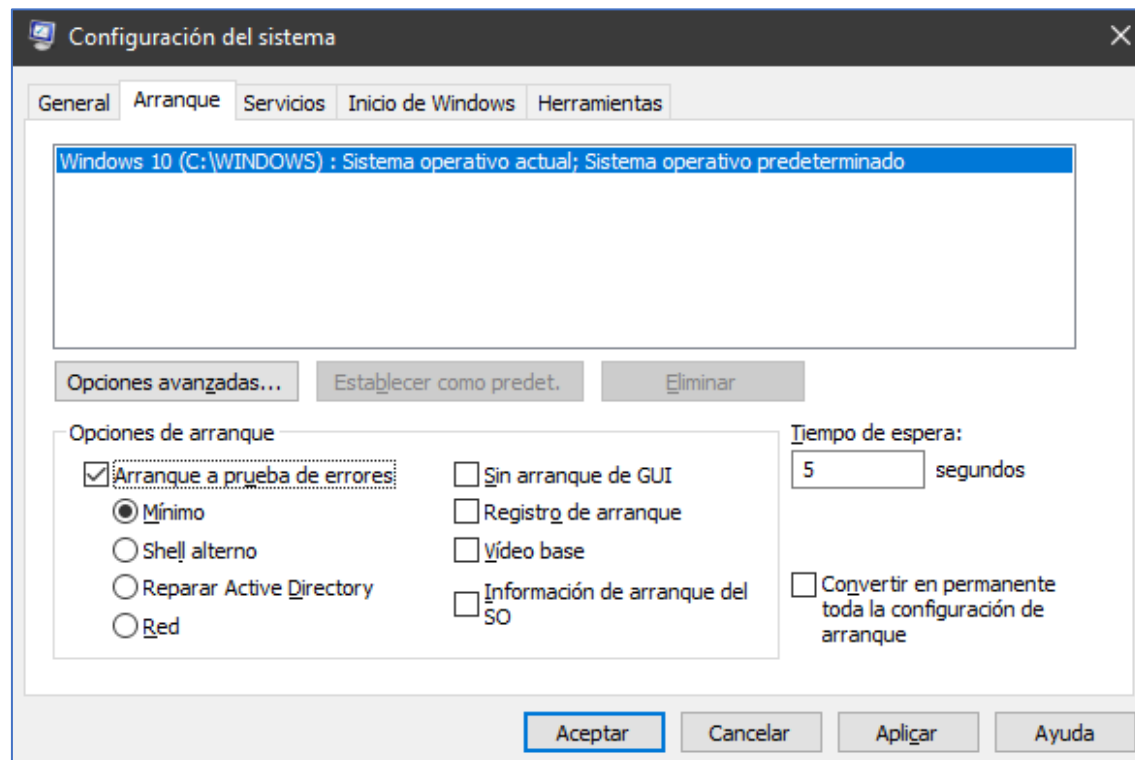 Configuración del sistema
General Arranque Servicios Inicio de Windows Herramientas
Windows 10 (C:\WINDOWS) : Sistema operativo actual; Sistema operativo predeterminado
Opciones avanzadas... Establecer como predet. Eliminar
Opciones de arranque
Arranque a prueba de errores
Mínimo
Shell alterno
Reparar Active Directory
Red
Sin arranque de GUI
Registro de arranque
Vídeo base
Información de arranque del
SO
Tiempo de espera:
5 segundos
Convertir en permanente
toda la configuración de
arranque
Aceptar Cancelar Aplicar Ayuda